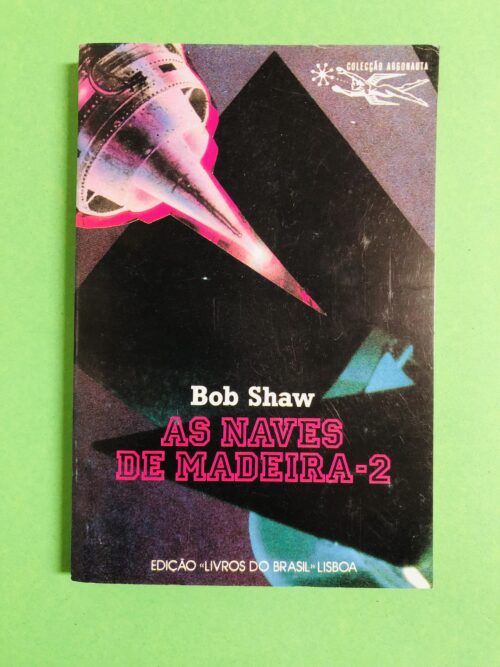 COLECÇÃO ARGONAUTA
Bob Shaw
AS NAVES
DE MADEIRA-2
EDIÇÃO «LIVROS DO BRASIL» LISBOA